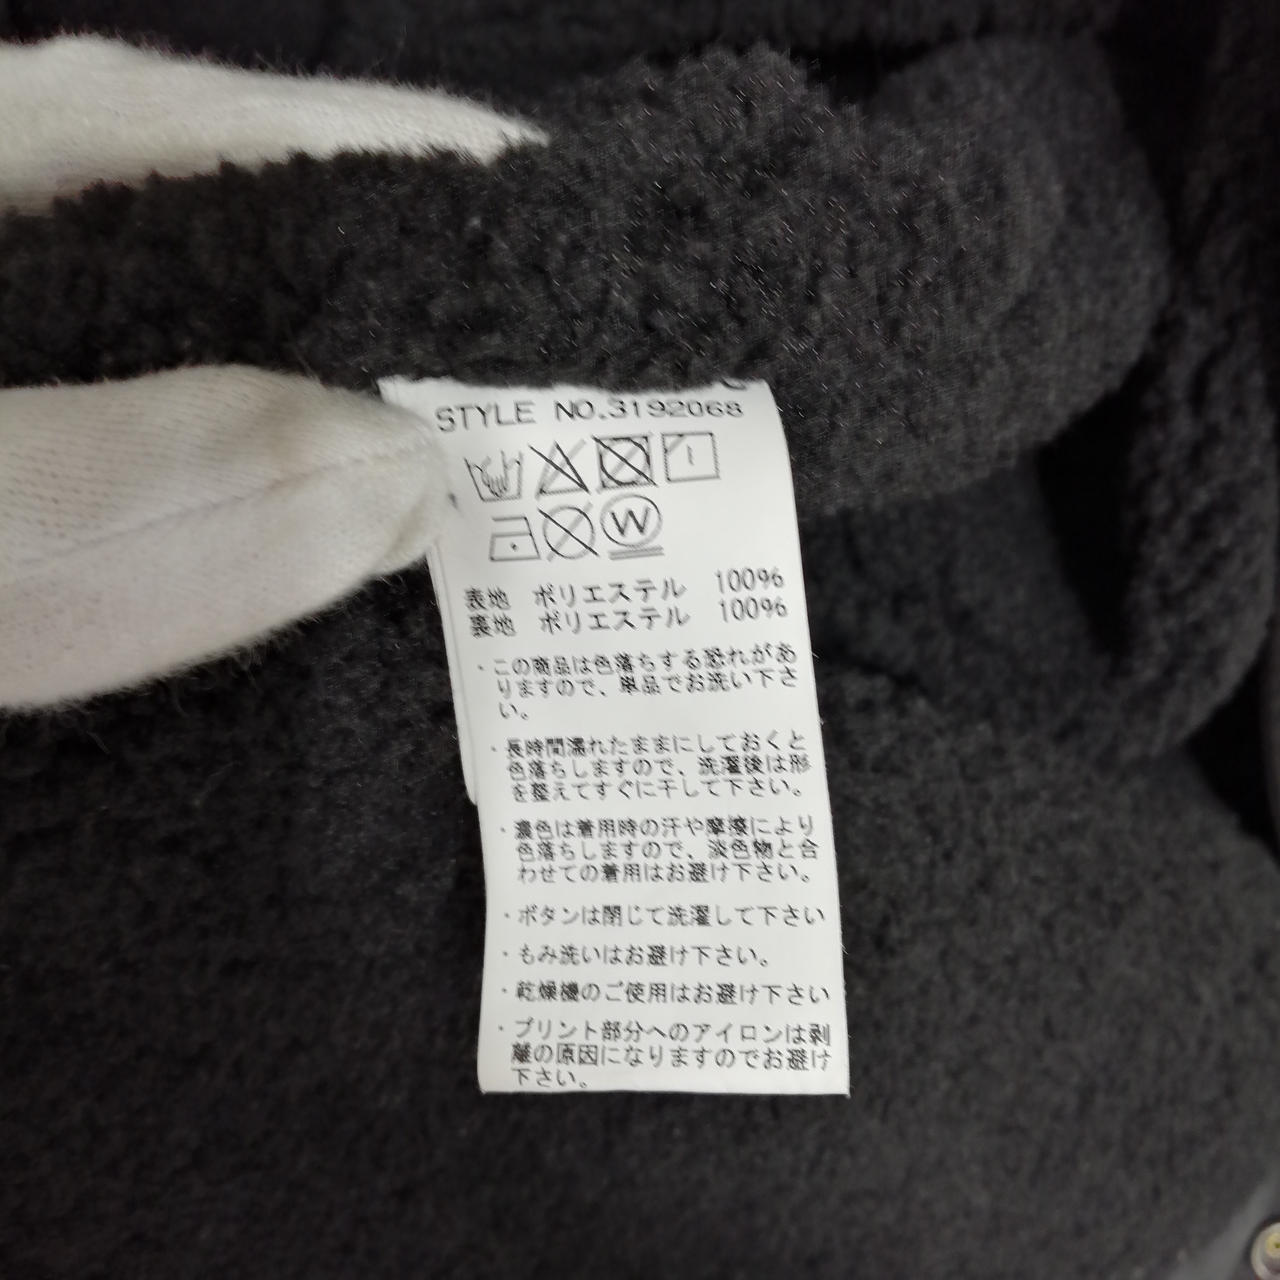 STYLE NO.3192068
W
表地 ポリエステル 100%
裏地 ポリエステル 100%
・この商品は色落ちする恐れがあ
りますので、単品でお洗い下さ
い。
・長時間濡れたままにしておくと
色落ちしますので、洗濯後は形
を整えてすぐに干して下さい。
・濃色は着用時の汗や摩擦により
色落ちしますので、淡色物と合
わせての着用はお避け下さい。
・ボタンは閉じて洗濯して下さい
・もみ洗いはお避け下さい。
・乾燥機のご使用はお避け下さい
・プリント部分へのアイロンは剥
離の原因になりますのでお避け
下さい。